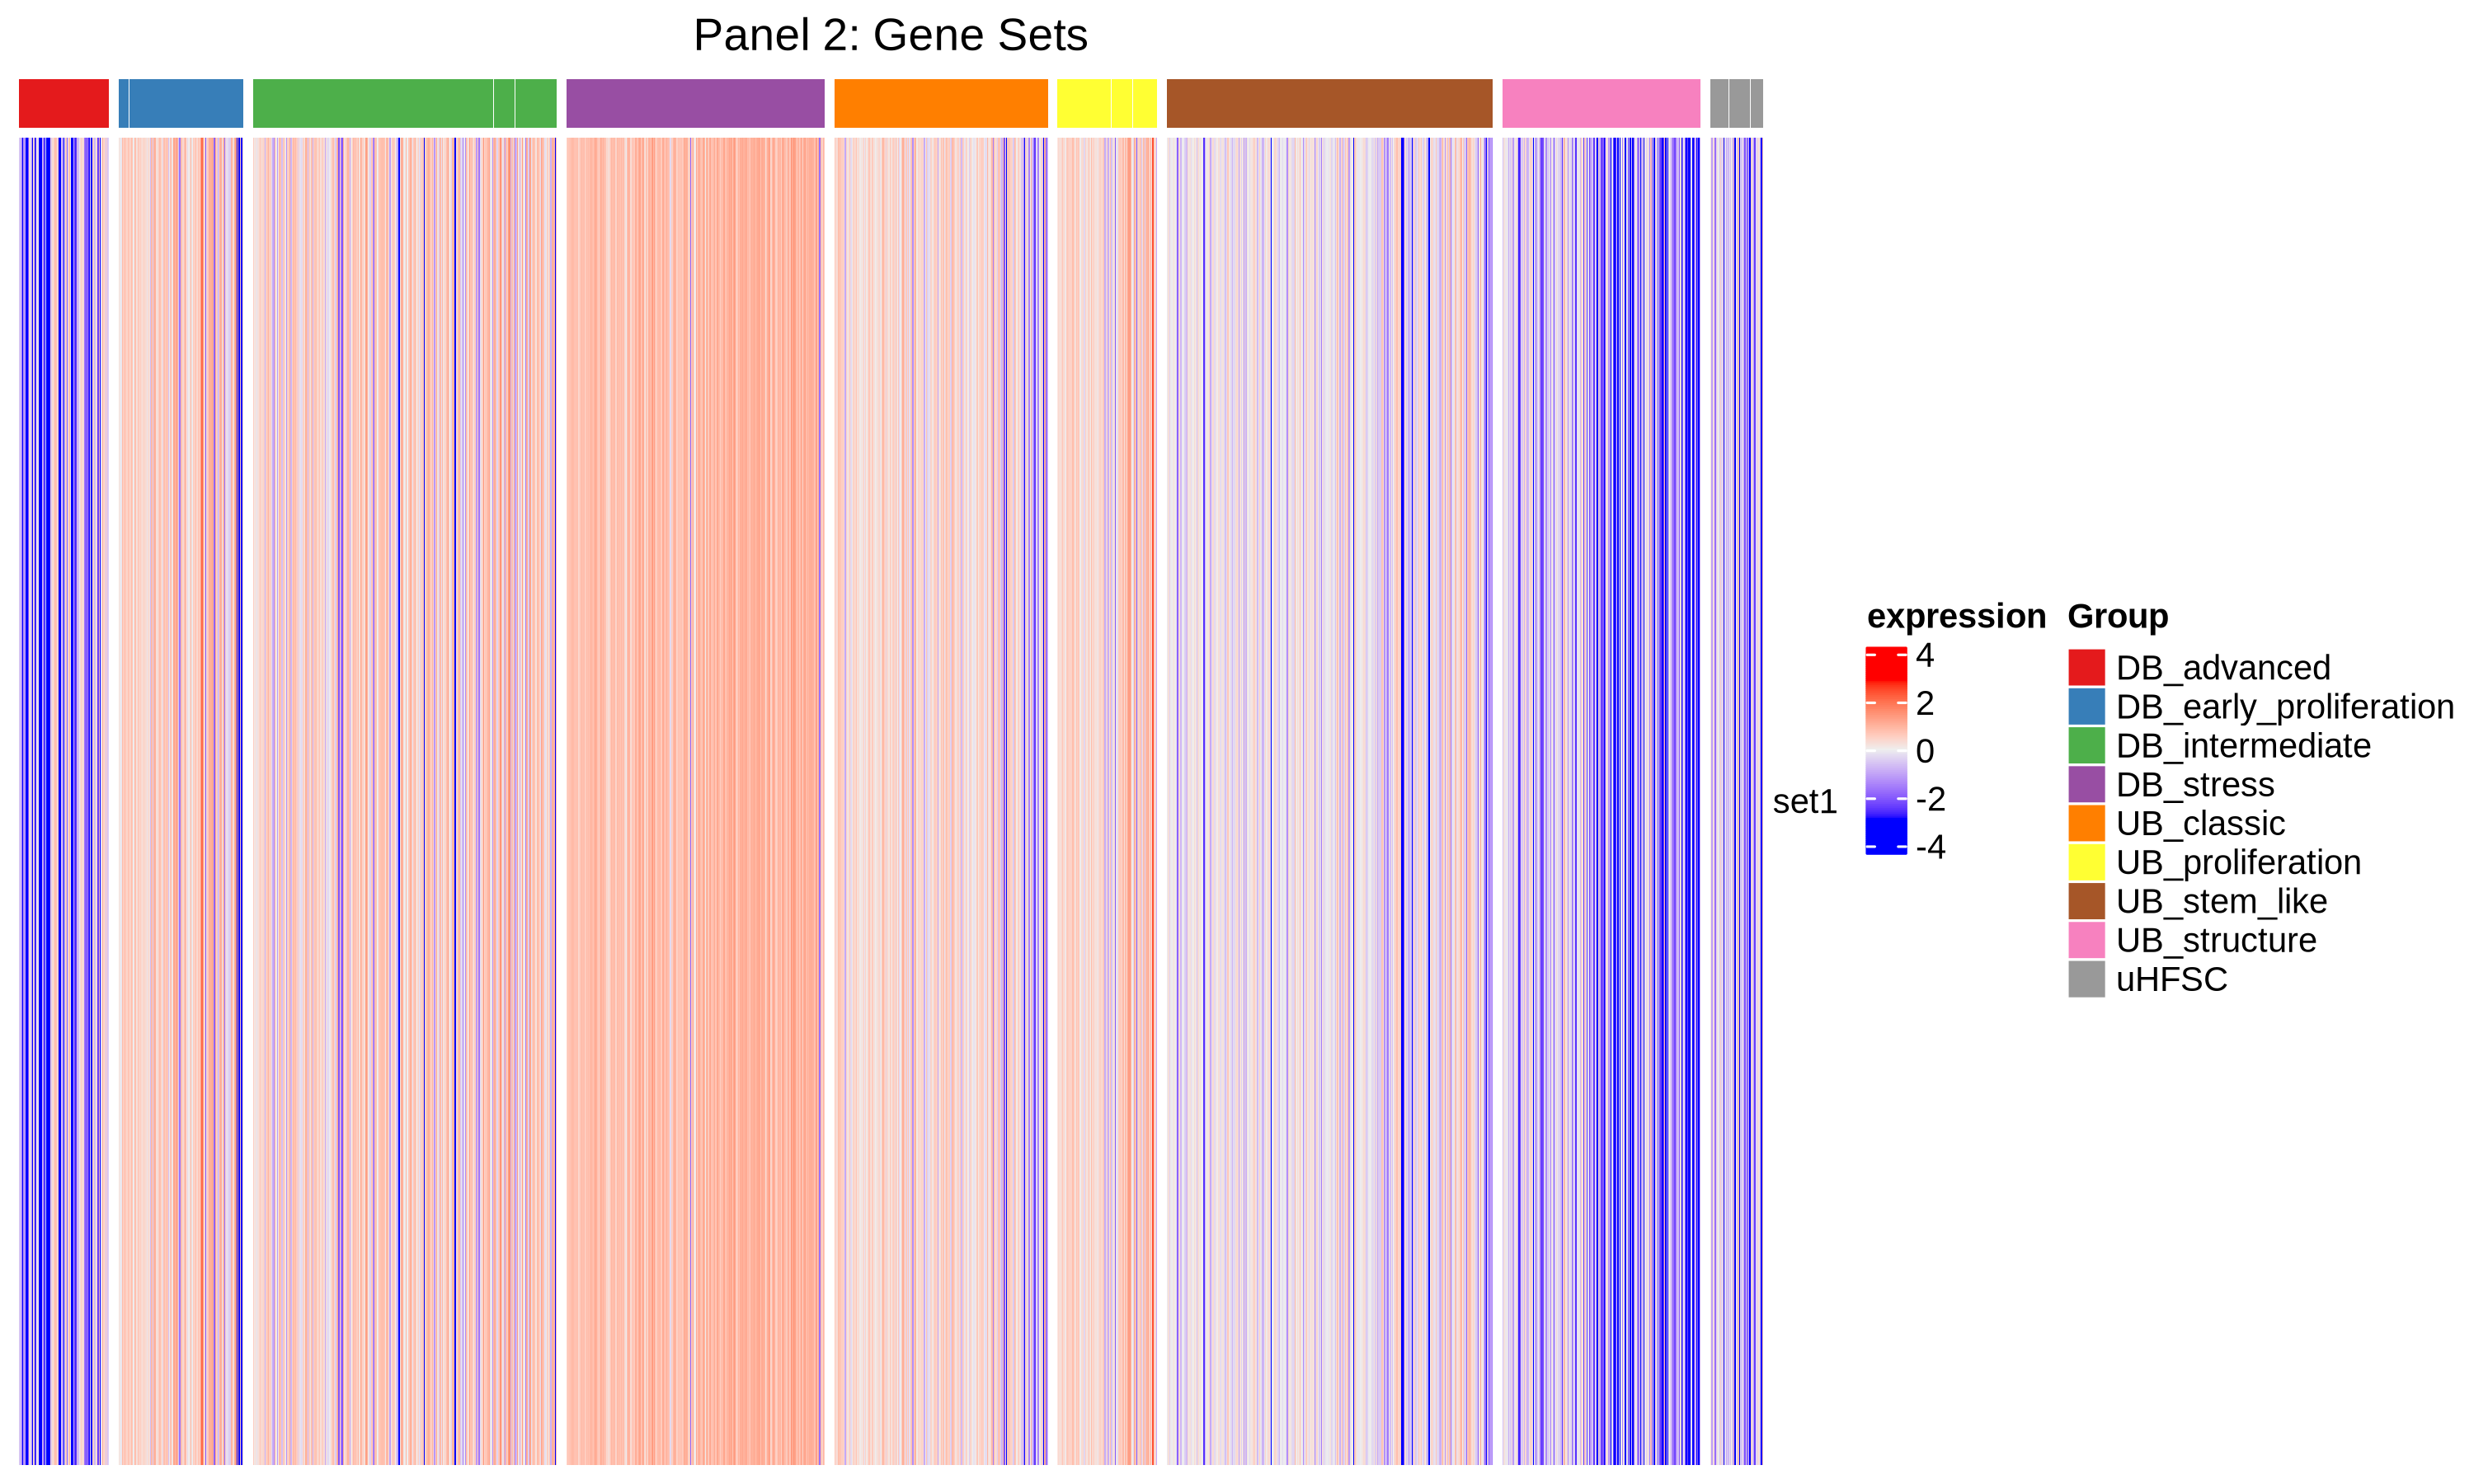 Panel 2: Gene Sets
set1
expression
4
2
0
-2
-4
Group
DB_advanced
DB_early_proliferation
DB_intermediate
DB_stress
UB_classic
UB_proliferation
UB_stem_like
UB_structure
uHFSC